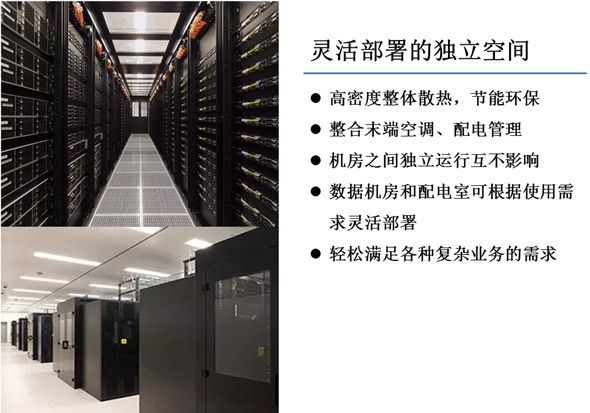 灵活部署的独立空间
● 高密度整体散热，节能环保
● 整合末端空调、配电管理
● 机房之间独立运行互不影响
● 数据机房和配电室可根据使用需
求灵活部署
● 轻松满足各种复杂业务的需求